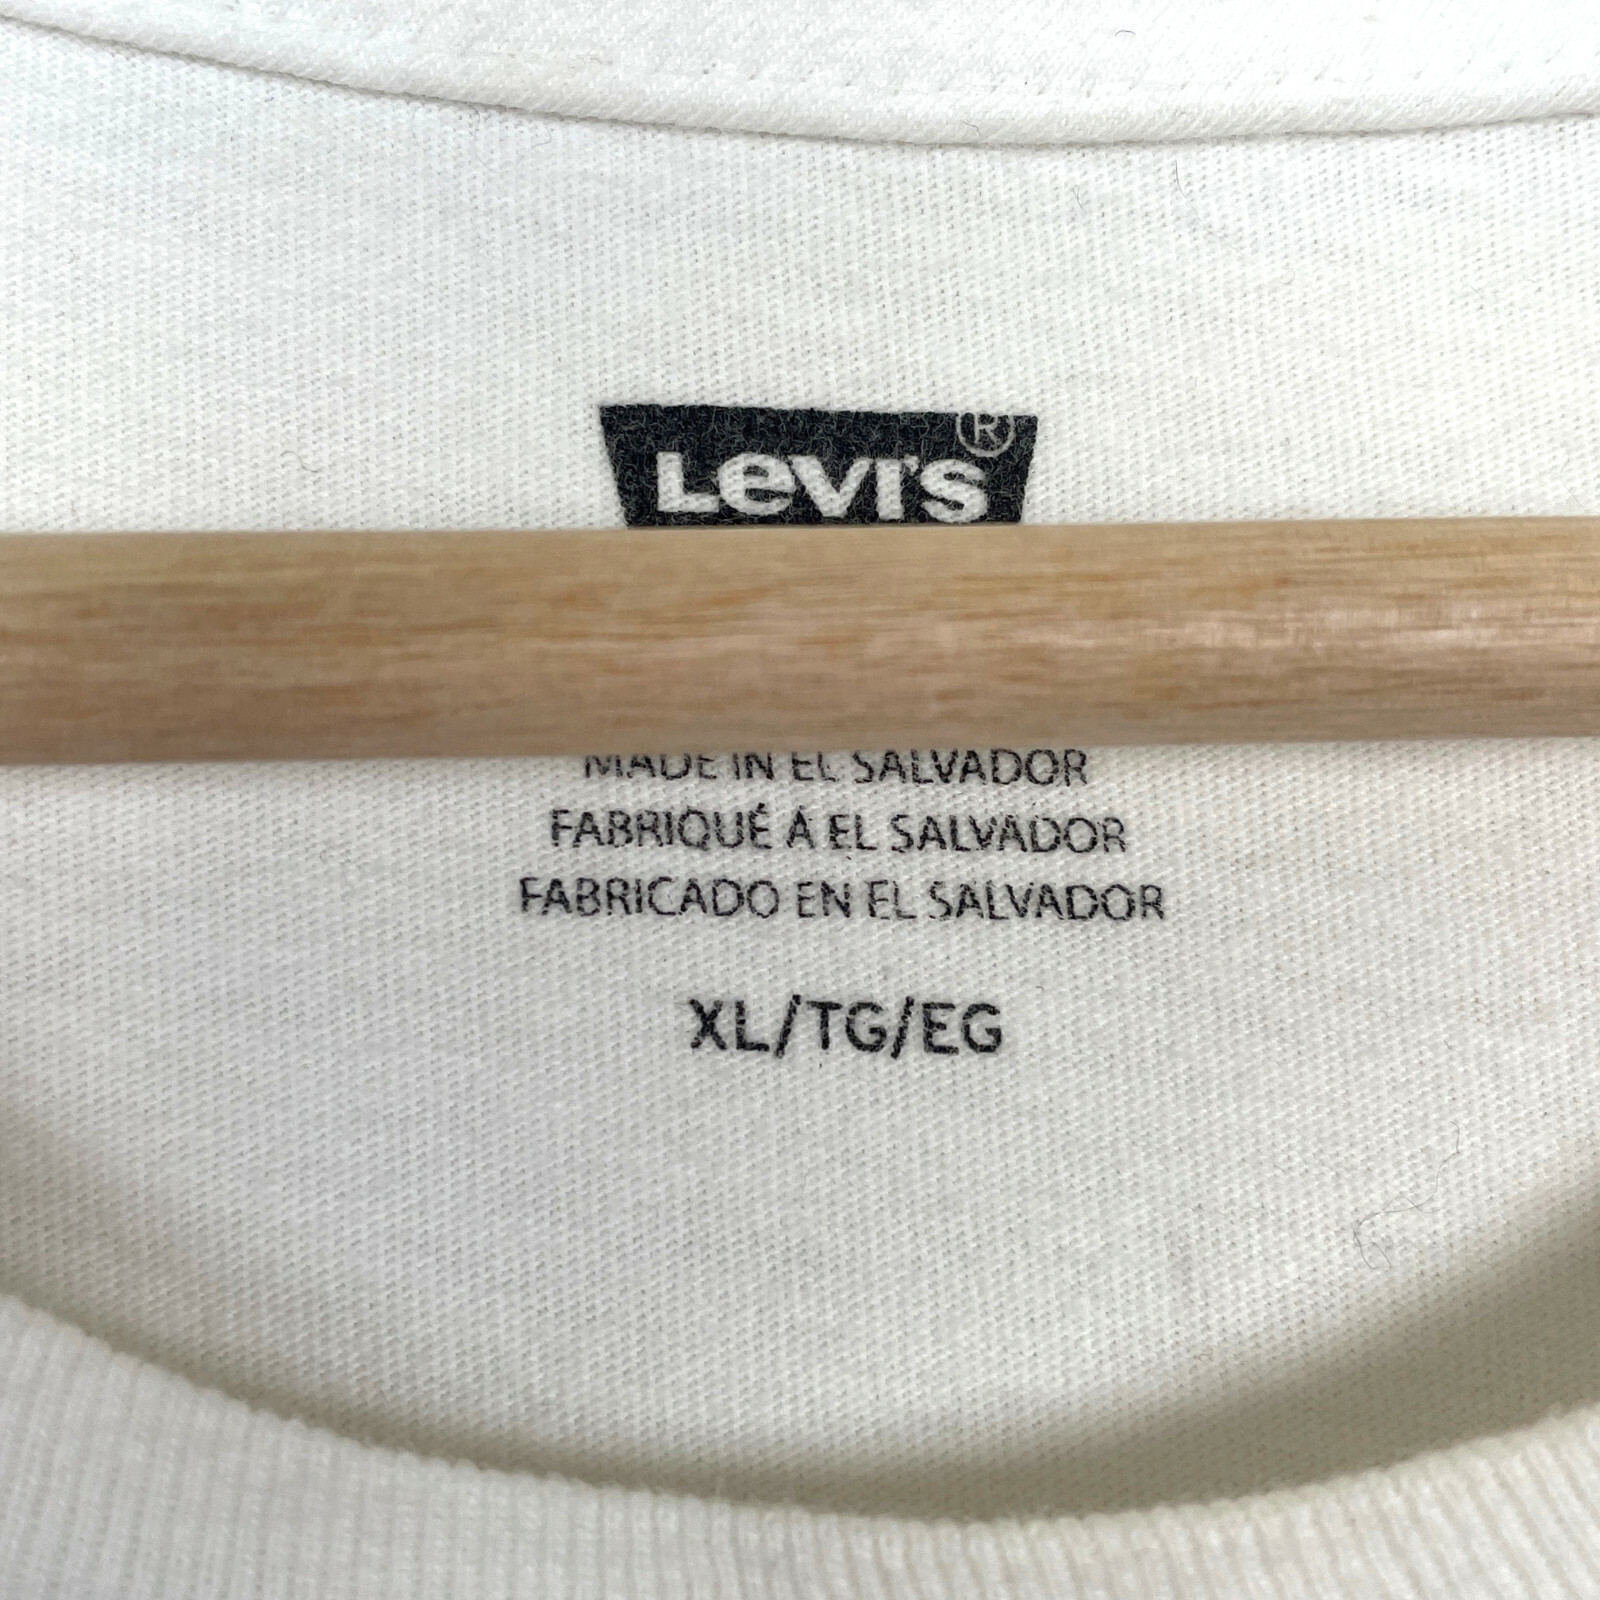 Levi's®
MADE IN EL SALVADOR
FABRIQUÉ À EL SALVADOR
FABRICADO EN EL SALVADOR
XL/TG/EG